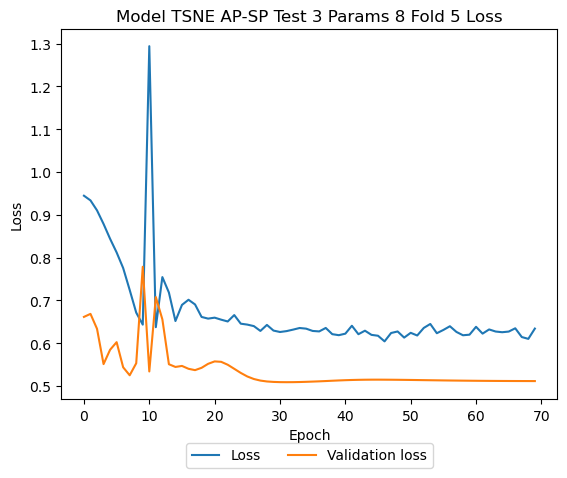 Model TSNE AP-SP Test 3 Params 8 Fold 5 Loss
1.3
1.2
1.1
1.0
0.9
0.8
0.7
0.6
0.5
Loss
0 10 20 30 40 50 60 70
Epoch
Loss Validation loss